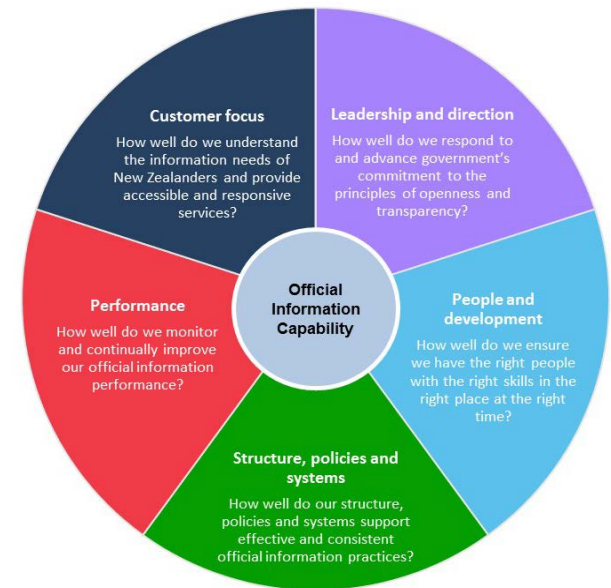 Customer focus
How well do we understand
the information needs of
New Zealanders and provide
accessible and responsive
services?
Leadership and direction
How well do we respond to
and advance government's
commitment to the
principles of openness and
transparency?
Official
Information
Capability
Performance
How well do we monitor
and continually improve
our official information
performance?
People and
development
How well do we ensure
we have the right people
with the right skills in the
right place at the right
time?
Structure, policies and
systems
How well do our structure,
policies and systems support
effective and consistent
official information practices?